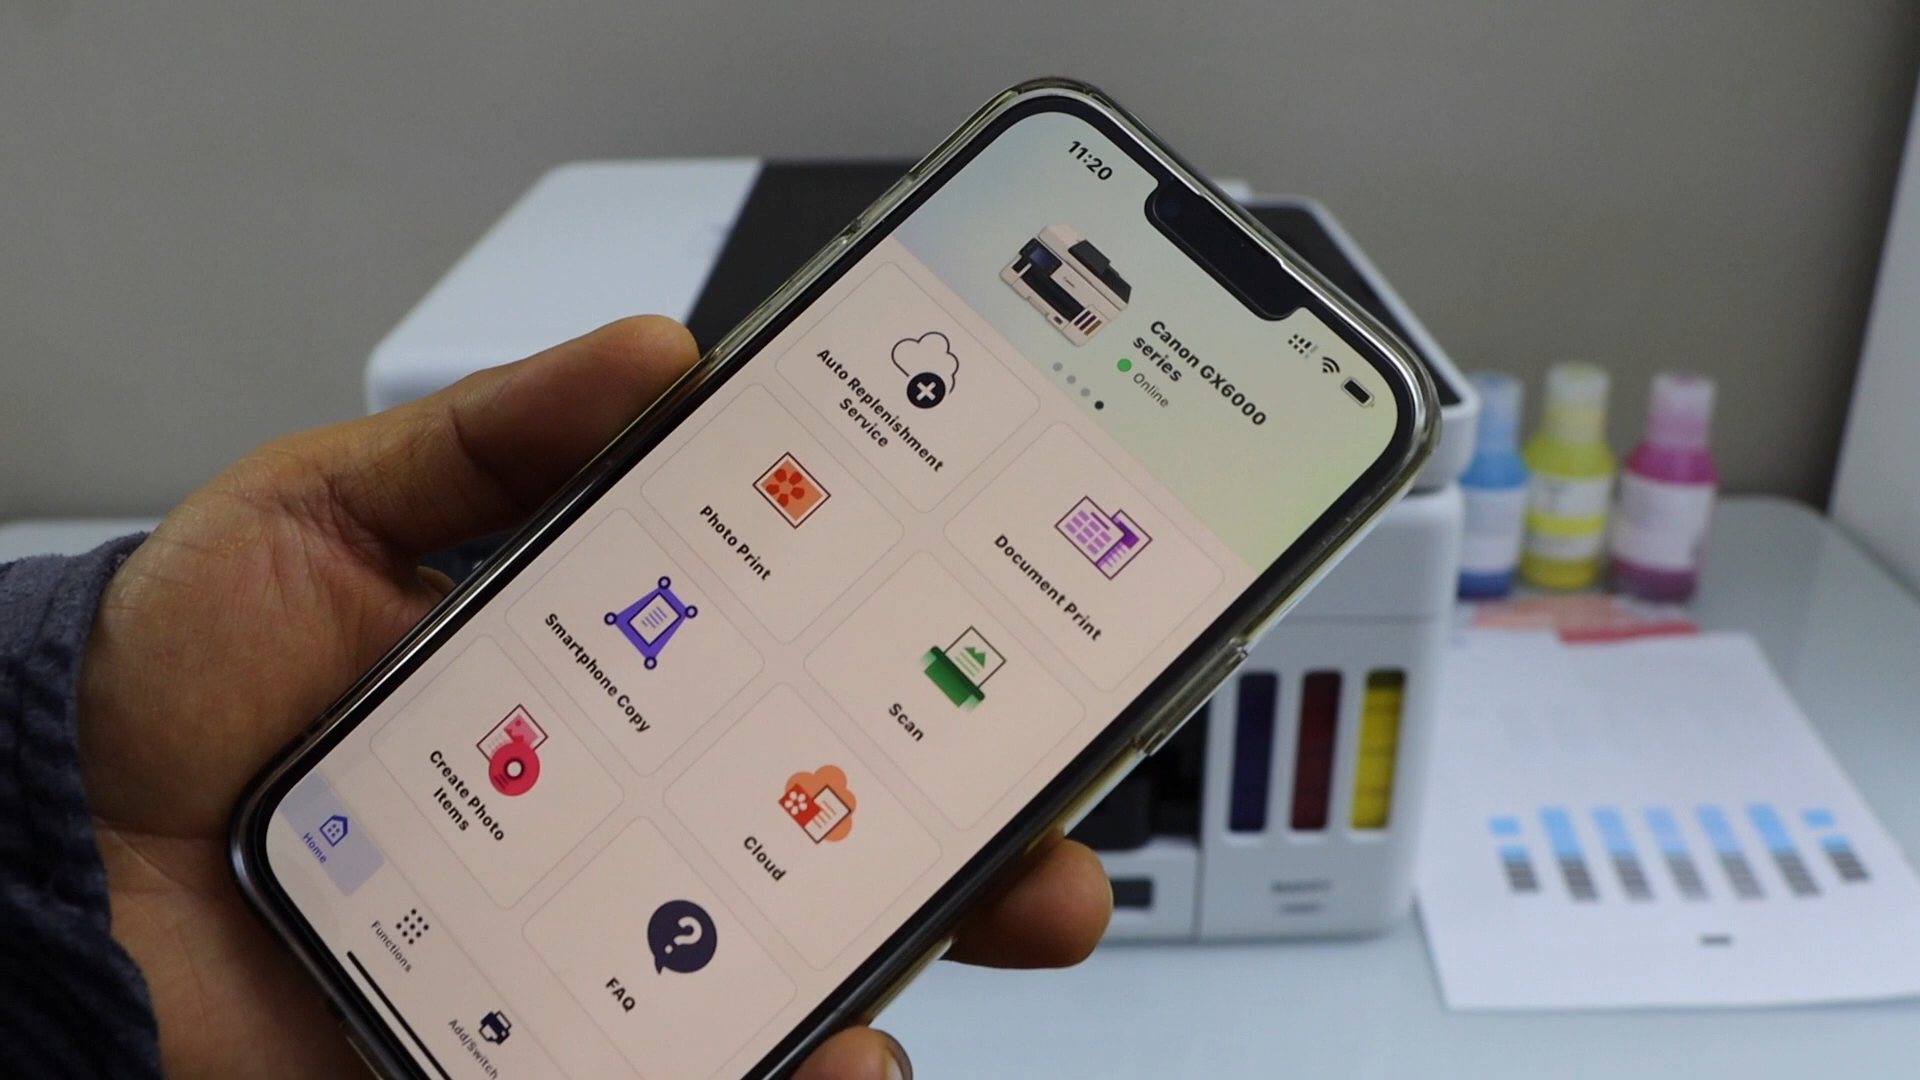 11:20
Canon GX6000
series
Online
Auto Replenishment
Service
Document Print
Photo Print
Scan
Smartphone Copy
Cloud
Create Photo
Items
FAQ
Home
Functions
Add/Switch